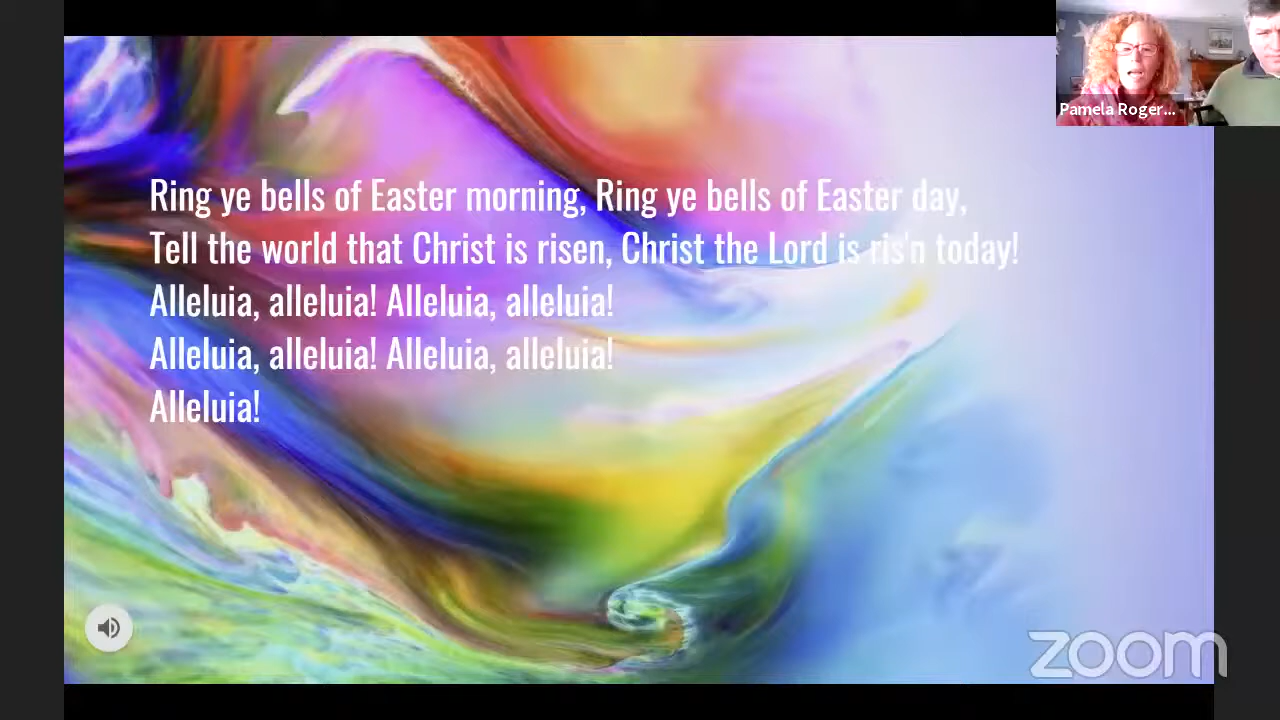 Pamela Roger...
Ring ye bells of Easter morning, Ring ye bells of Easter day,
Tell the world that Christ is risen, Christ the Lord is ris'n today!
Alleluia, alleluia! Alleluia, alleluia!
Alleluia, alleluia! Alleluia, alleluia!
Alleluia!
zoom